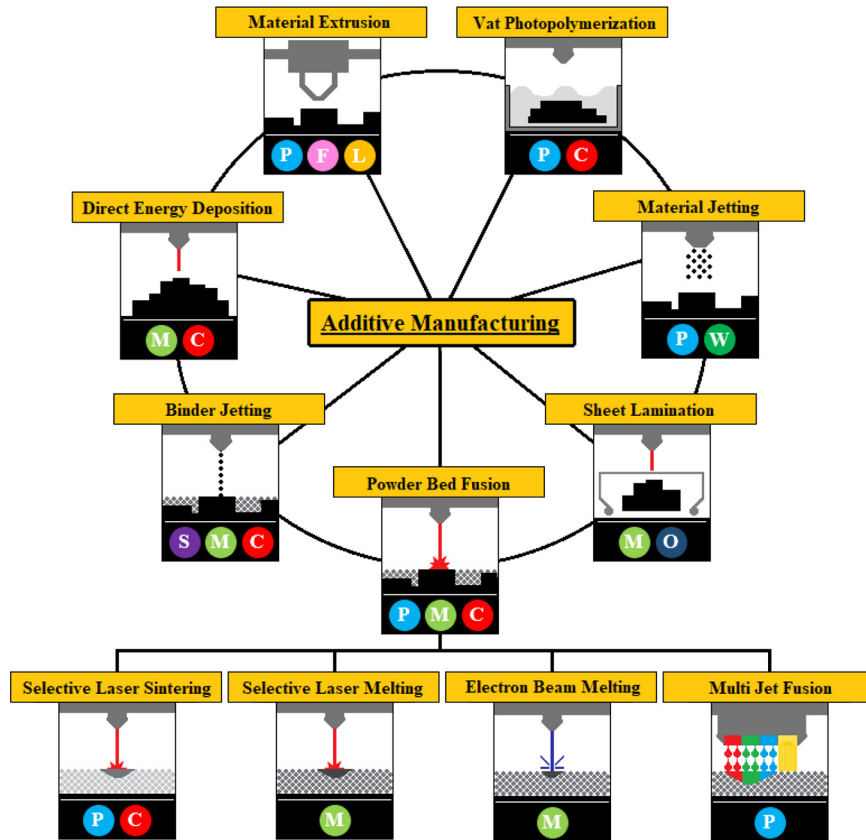 Material Extrusion
Vat Photopolymerization
P F L
P C
Direct Energy Deposition
Material Jetting
M C
P W
Additive Manufacturing
Binder Jetting
Sheet Lamination
S M C
M O
Powder Bed Fusion
P M C
Selective Laser Sintering
Selective Laser Melting
Electron Beam Melting
Multi Jet Fusion
P C
M
M
P